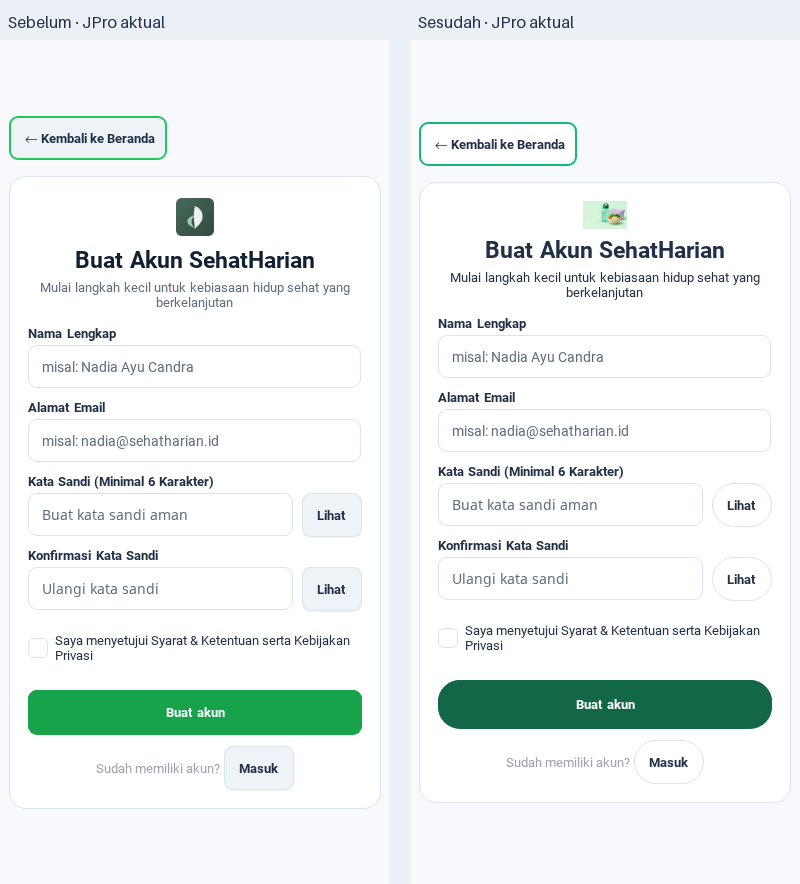 Sebelum · JPro aktual
← Kembali ke Beranda
Buat Akun SehatHarian
Mulai langkah kecil untuk kebiasaan hidup sehat yang
berkelanjutan
Nama Lengkap
misal: Nadia Ayu Candra
Alamat Email
misal: nadia@sehatharian.id
Kata Sandi (Minimal 6 Karakter)
Buat kata sandi aman
Lihat
Konfirmasi Kata Sandi
Ulangi kata sandi
Lihat
Saya menyetujui Syarat & Ketentuan serta Kebijakan
Privasi
Buat akun
Sudah memiliki akun?
Masuk
Sesudah · JPro aktual
← Kembali ke Beranda
Buat Akun SehatHarian
Mulai langkah kecil untuk kebiasaan hidup sehat yang
berkelanjutan
Nama Lengkap
misal: Nadia Ayu Candra
Alamat Email
misal: nadia@sehatharian.id
Kata Sandi (Minimal 6 Karakter)
Buat kata sandi aman
Lihat
Konfirmasi Kata Sandi
Ulangi kata sandi
Lihat
Saya menyetujui Syarat & Ketentuan serta Kebijakan
Privasi
Buat akun
Sudah memiliki akun?
Masuk